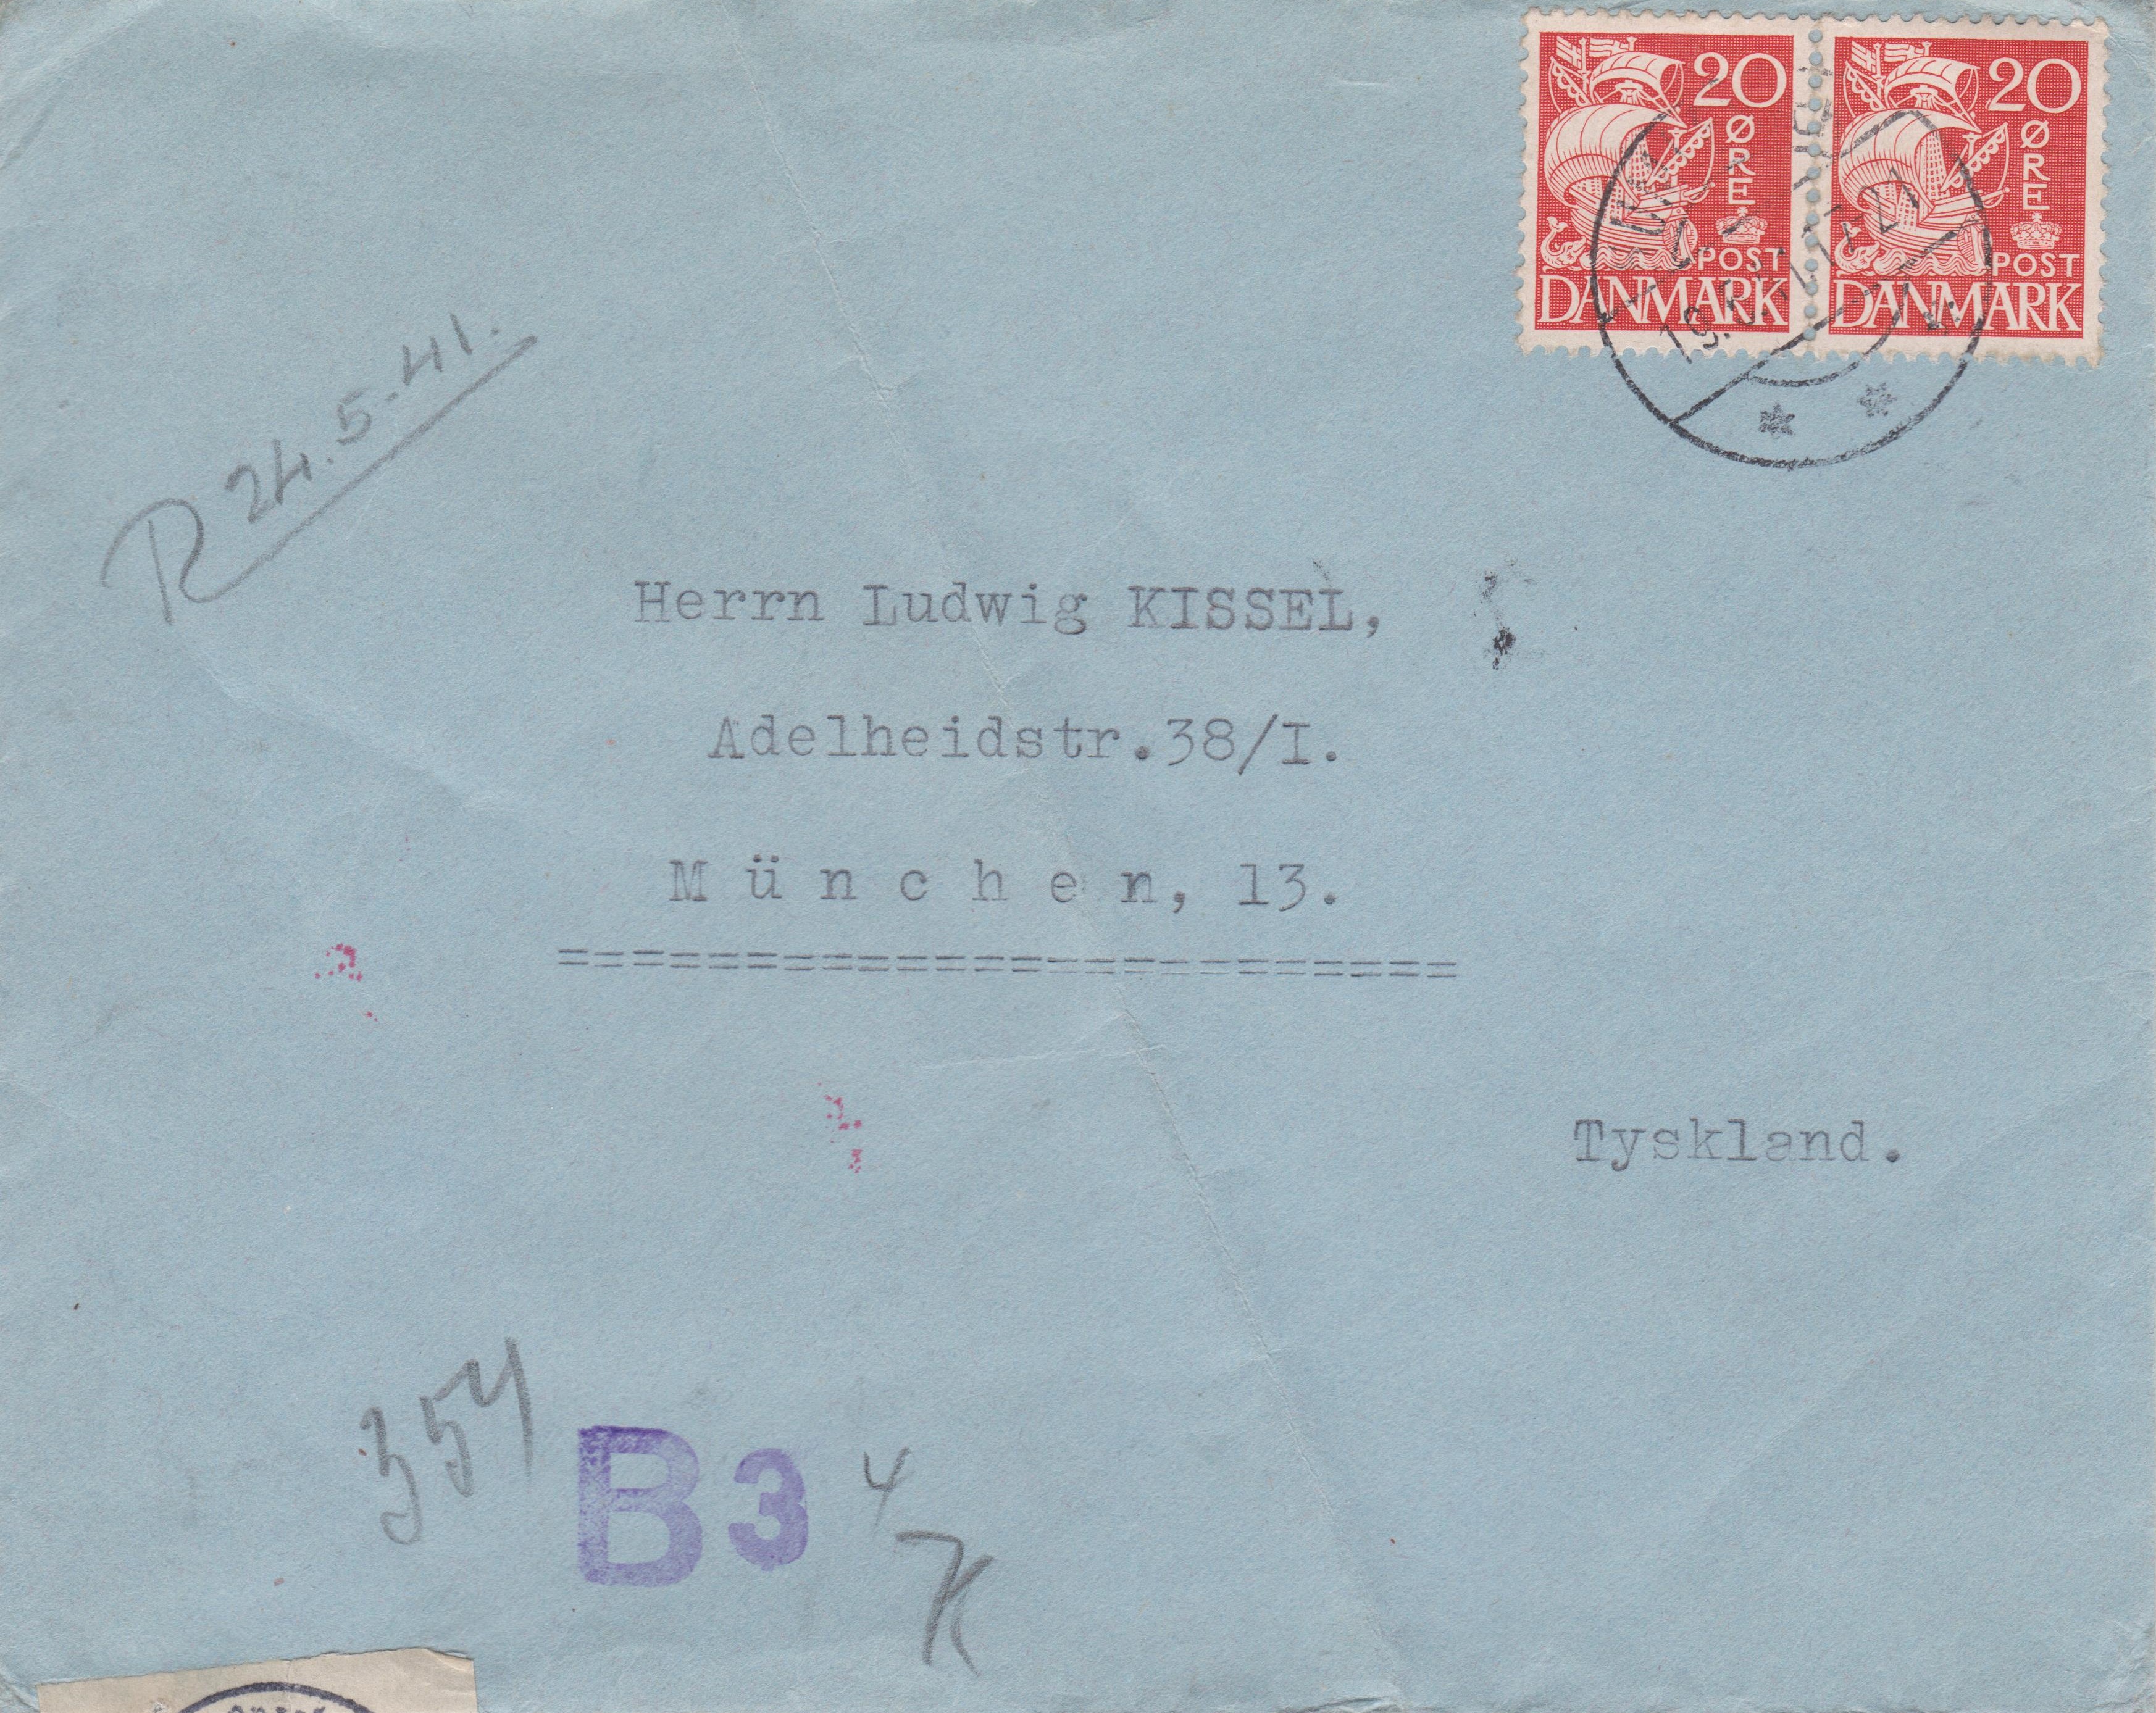 20 ØRE
POST
DANMARK
20 ØRE
POST
DANMARK
R 24.5.41.
Herrn Ludwig KISSEL,
Adelheidstr.38/I.
M ü n c h e n, 13.
========================
Tyskland.
354
B3
4